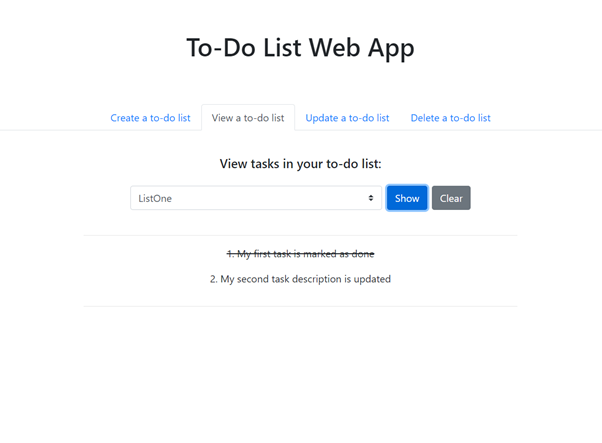 To-Do List Web App
Create a to-do list View a to-do list Update a to-do list Delete a to-do list
View tasks in your to-do list:
ListOne Show Clear
1. My first task is marked as done
2. My second task description is updated